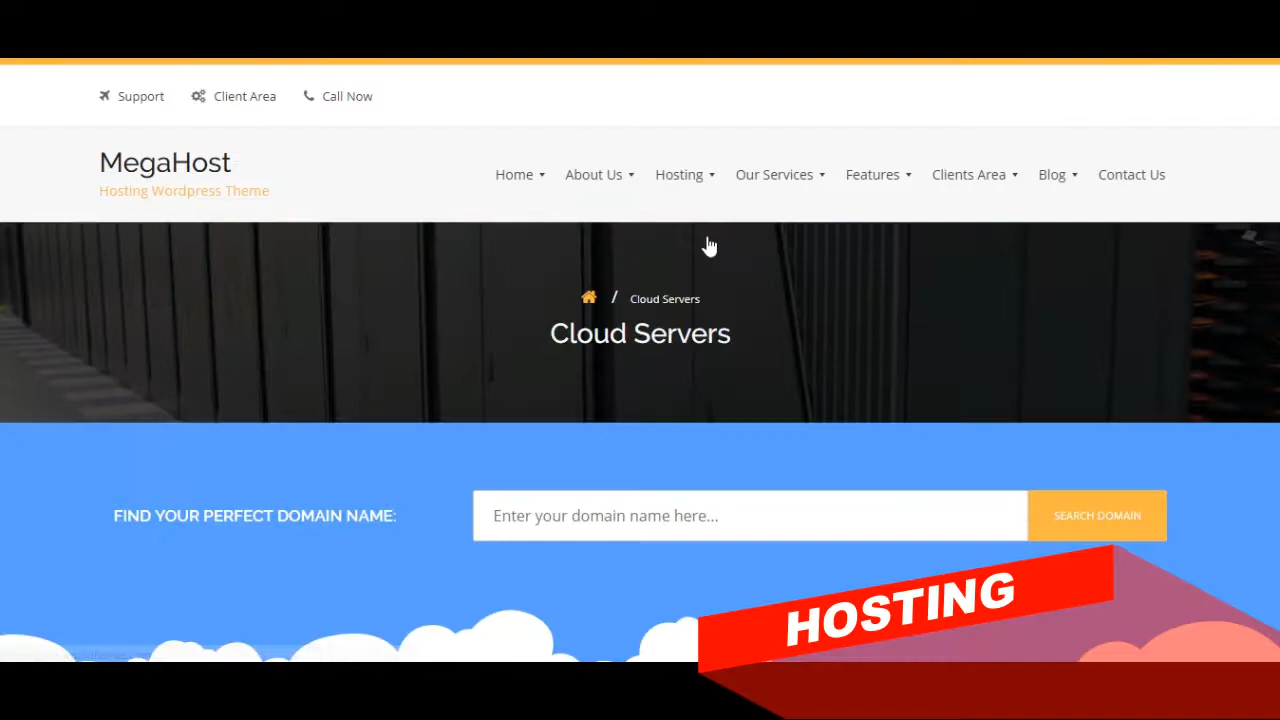 Support Client Area Call Now
MegaHost
Hosting Wordpress Theme
Home About Us Hosting Our Services Features Clients Area Blog Contact Us
/ Cloud Servers
Cloud Servers
FIND YOUR PERFECT DOMAIN NAME: Enter your domain name here... SEARCH DOMAIN
HOSTING